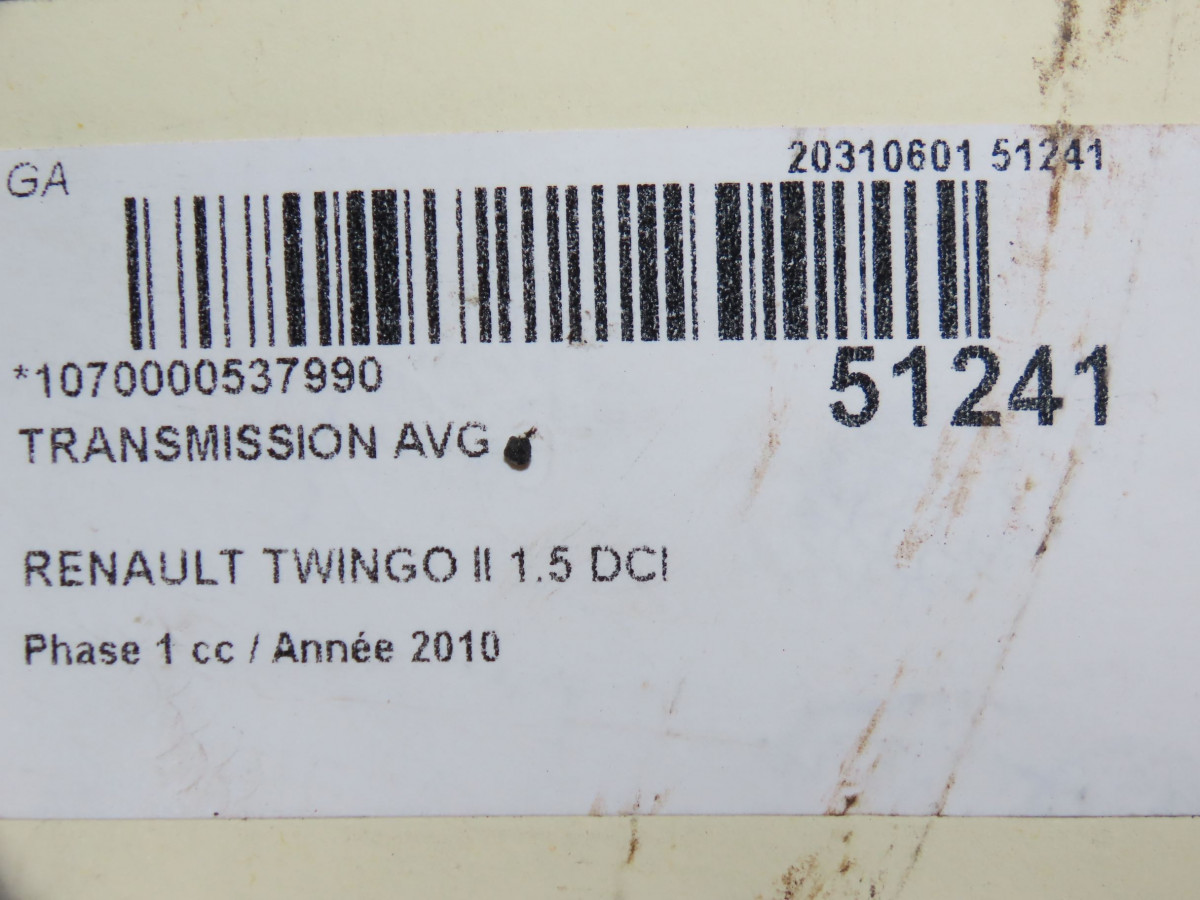 GA
20310601 51241
*1070000537990
51241
TRANSMISSION AVG
RENAULT TWINGO II 1.5 DCI
Phase 1 cc / Année 2010